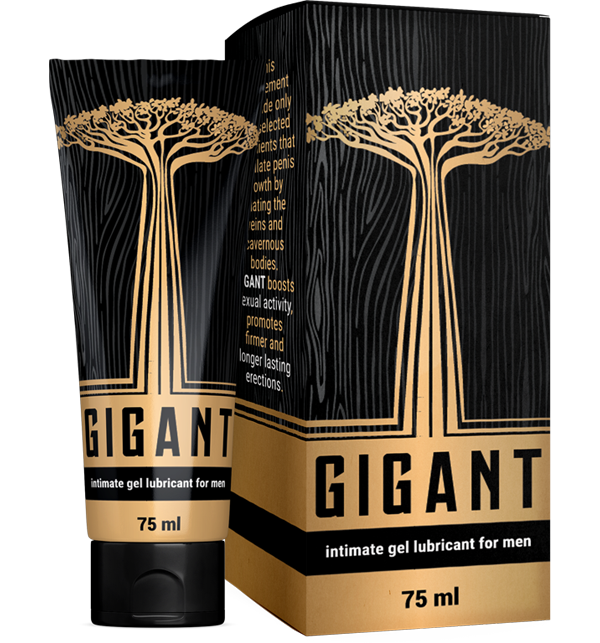 GIGANT
intimate gel lubricant for men
75 ml
only
that
penis
by
the
and
cavernous
bodies.
boosts
activity,
promotes
firmer and
longer lasting
erections.
GIGANT
intimate gel lubricant for men
75 ml